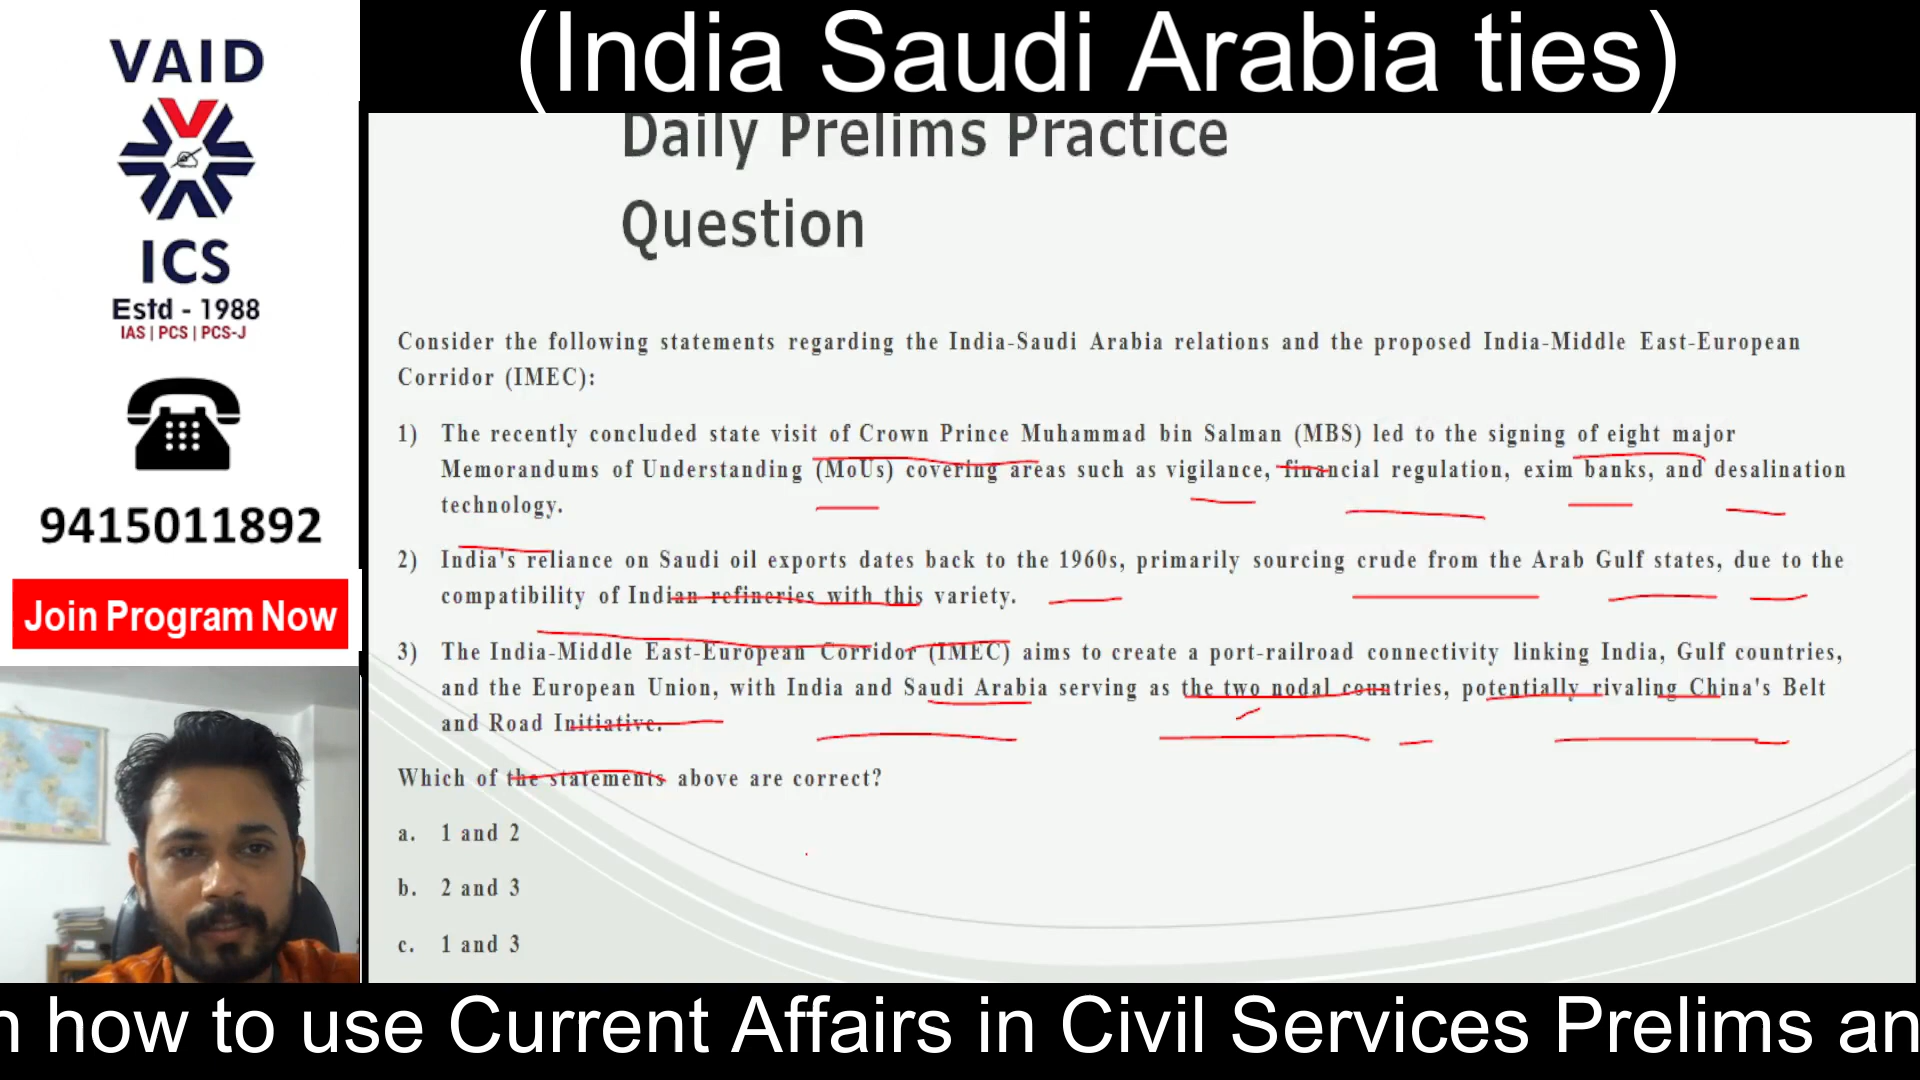 VAID
ICS
Estd - 1988
IAS | PCS | PCS-J
9415011892
Join Program Now
(India Saudi Arabia ties)
Daily Prelims Practice
Question
Consider the following statements regarding the India-Saudi Arabia relations and the proposed India-Middle East-European
Corridor (IMEC):
1) The recently concluded state visit of Crown Prince Muhammad bin Salman (MBS) led to the signing of eight major
Memorandums of Understanding (MoUs) covering areas such as vigilance, financial regulation, exim banks, and desalination
technology.
2) India's reliance on Saudi oil exports dates back to the 1960s, primarily sourcing crude from the Arab Gulf states, due to the
compatibility of Indian refineries with this variety.
3) The India-Middle East-European Corridor (IMEC) aims to create a port-railroad connectivity linking India, Gulf countries,
and the European Union, with India and Saudi Arabia serving as the two nodal countries, potentially rivaling China's Belt
and Road Initiative.
Which of the statements above are correct?
a. 1 and 2
b. 2 and 3
c. 1 and 3
n how to use Current Affairs in Civil Services Prelims an